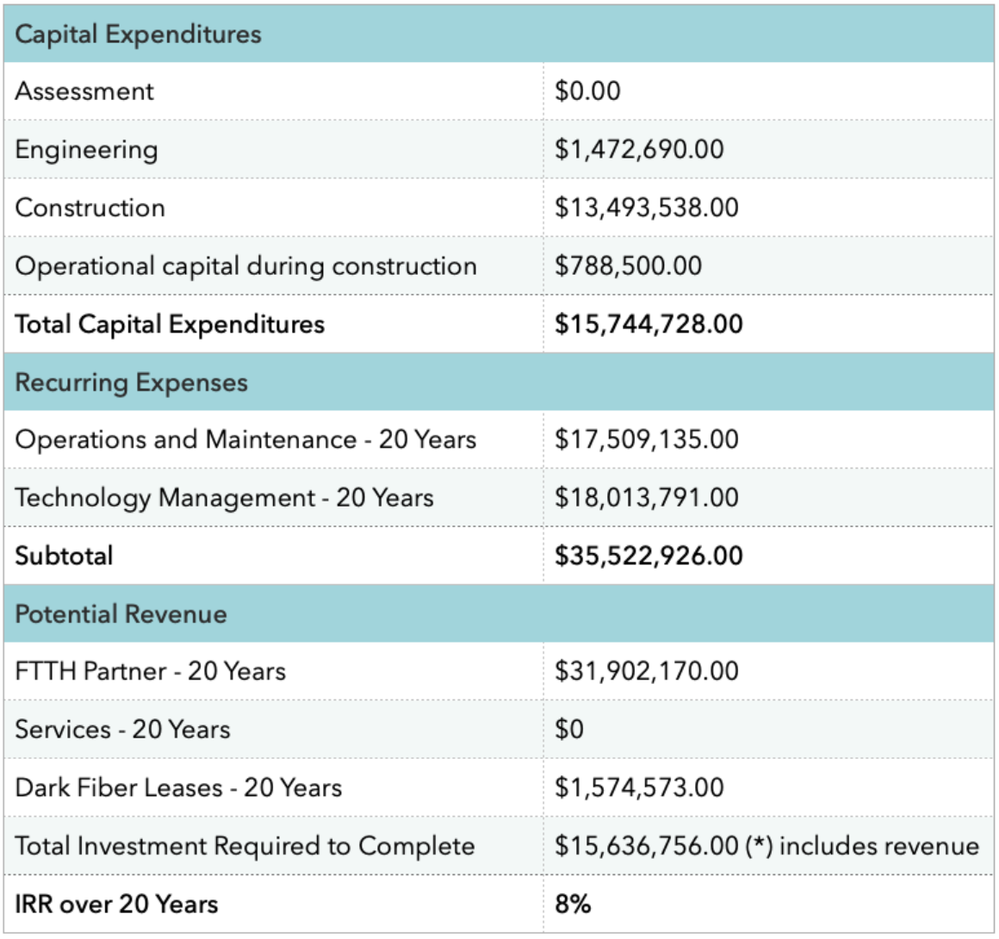 Capital Expenditures
Assessment $0.00
Engineering $1,472,690.00
Construction $13,493,538.00
Operational capital during construction $788,500.00
Total Capital Expenditures $15,744,728.00
Recurring Expenses
Operations and Maintenance - 20 Years $17,509,135.00
Technology Management - 20 Years $18,013,791.00
Subtotal $35,522,926.00
Potential Revenue
FTTH Partner - 20 Years $31,902,170.00
Services - 20 Years $0
Dark Fiber Leases - 20 Years $1,574,573.00
Total Investment Required to Complete $15,636,756.00 (*) includes revenue
IRR over 20 Years 8%